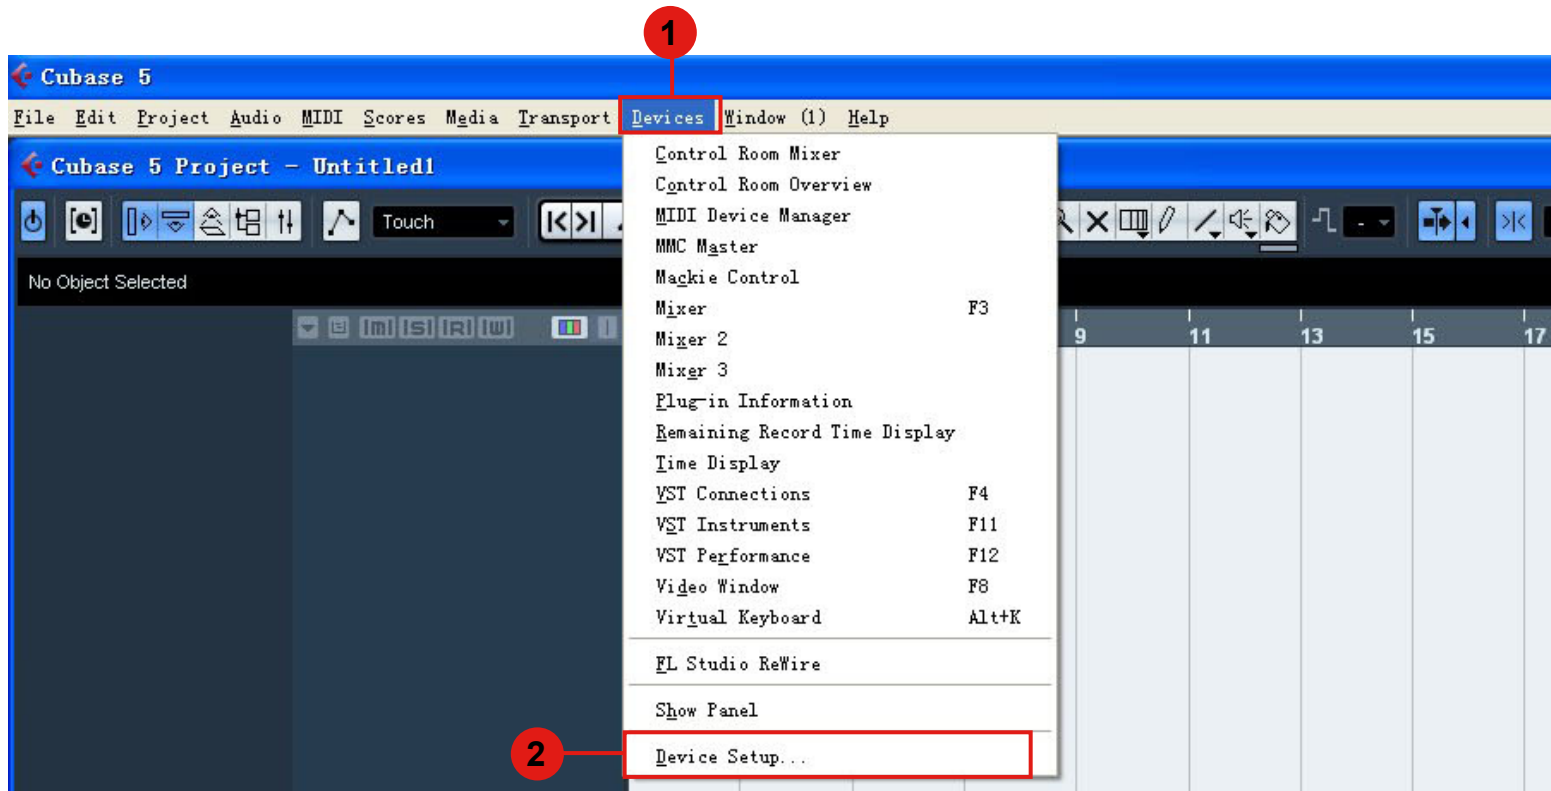 1
Cubase 5
File Edit Project Audio MIDI Scores Media Transport Devices Window (1) Help
Cubase 5 Project - Untitled1
Touch
No Object Selected
m S R W
9 11 13 15 17
Control Room Mixer
Control Room Overview
MIDI Device Manager
MMC Master
Mackie Control
Mixer F3
Mixer 2
Mixer 3
Plug-in Information
Remaining Record Time Display
Time Display
VST Connections F4
VST Instruments F11
VST Performance F12
Video Window F8
Virtual Keyboard Alt+K
FL Studio ReWire
Show Panel
2
Device Setup...